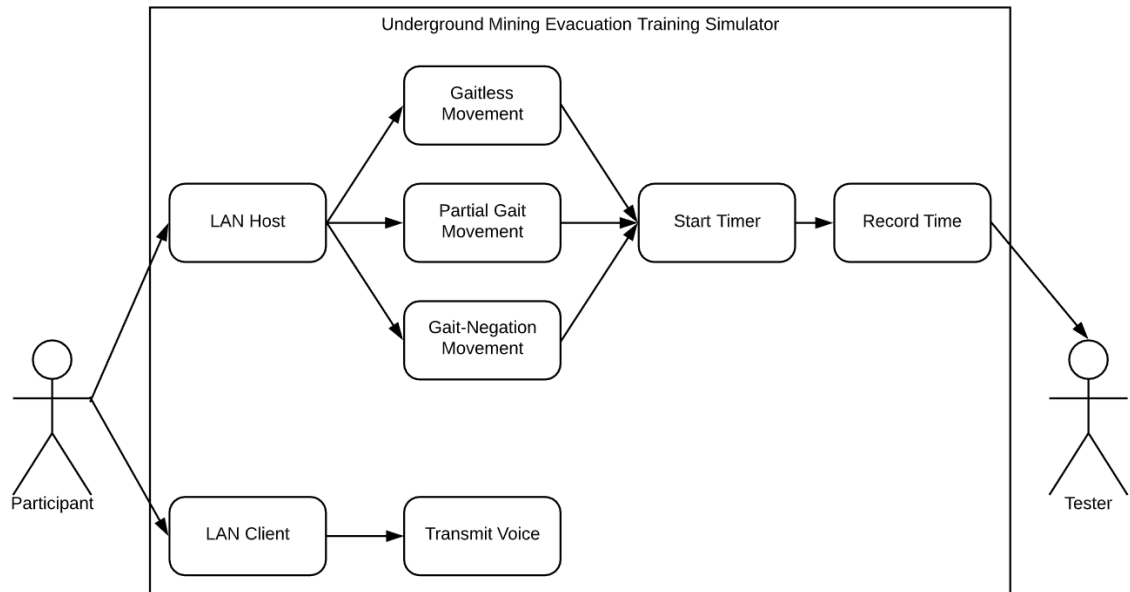 Underground Mining Evacuation Training Simulator
Gaitless
Movement
LAN Host
Partial Gait
Movement
Start Timer
Record Time
Gait-Negation
Movement
Participant
Tester
LAN Client
Transmit Voice